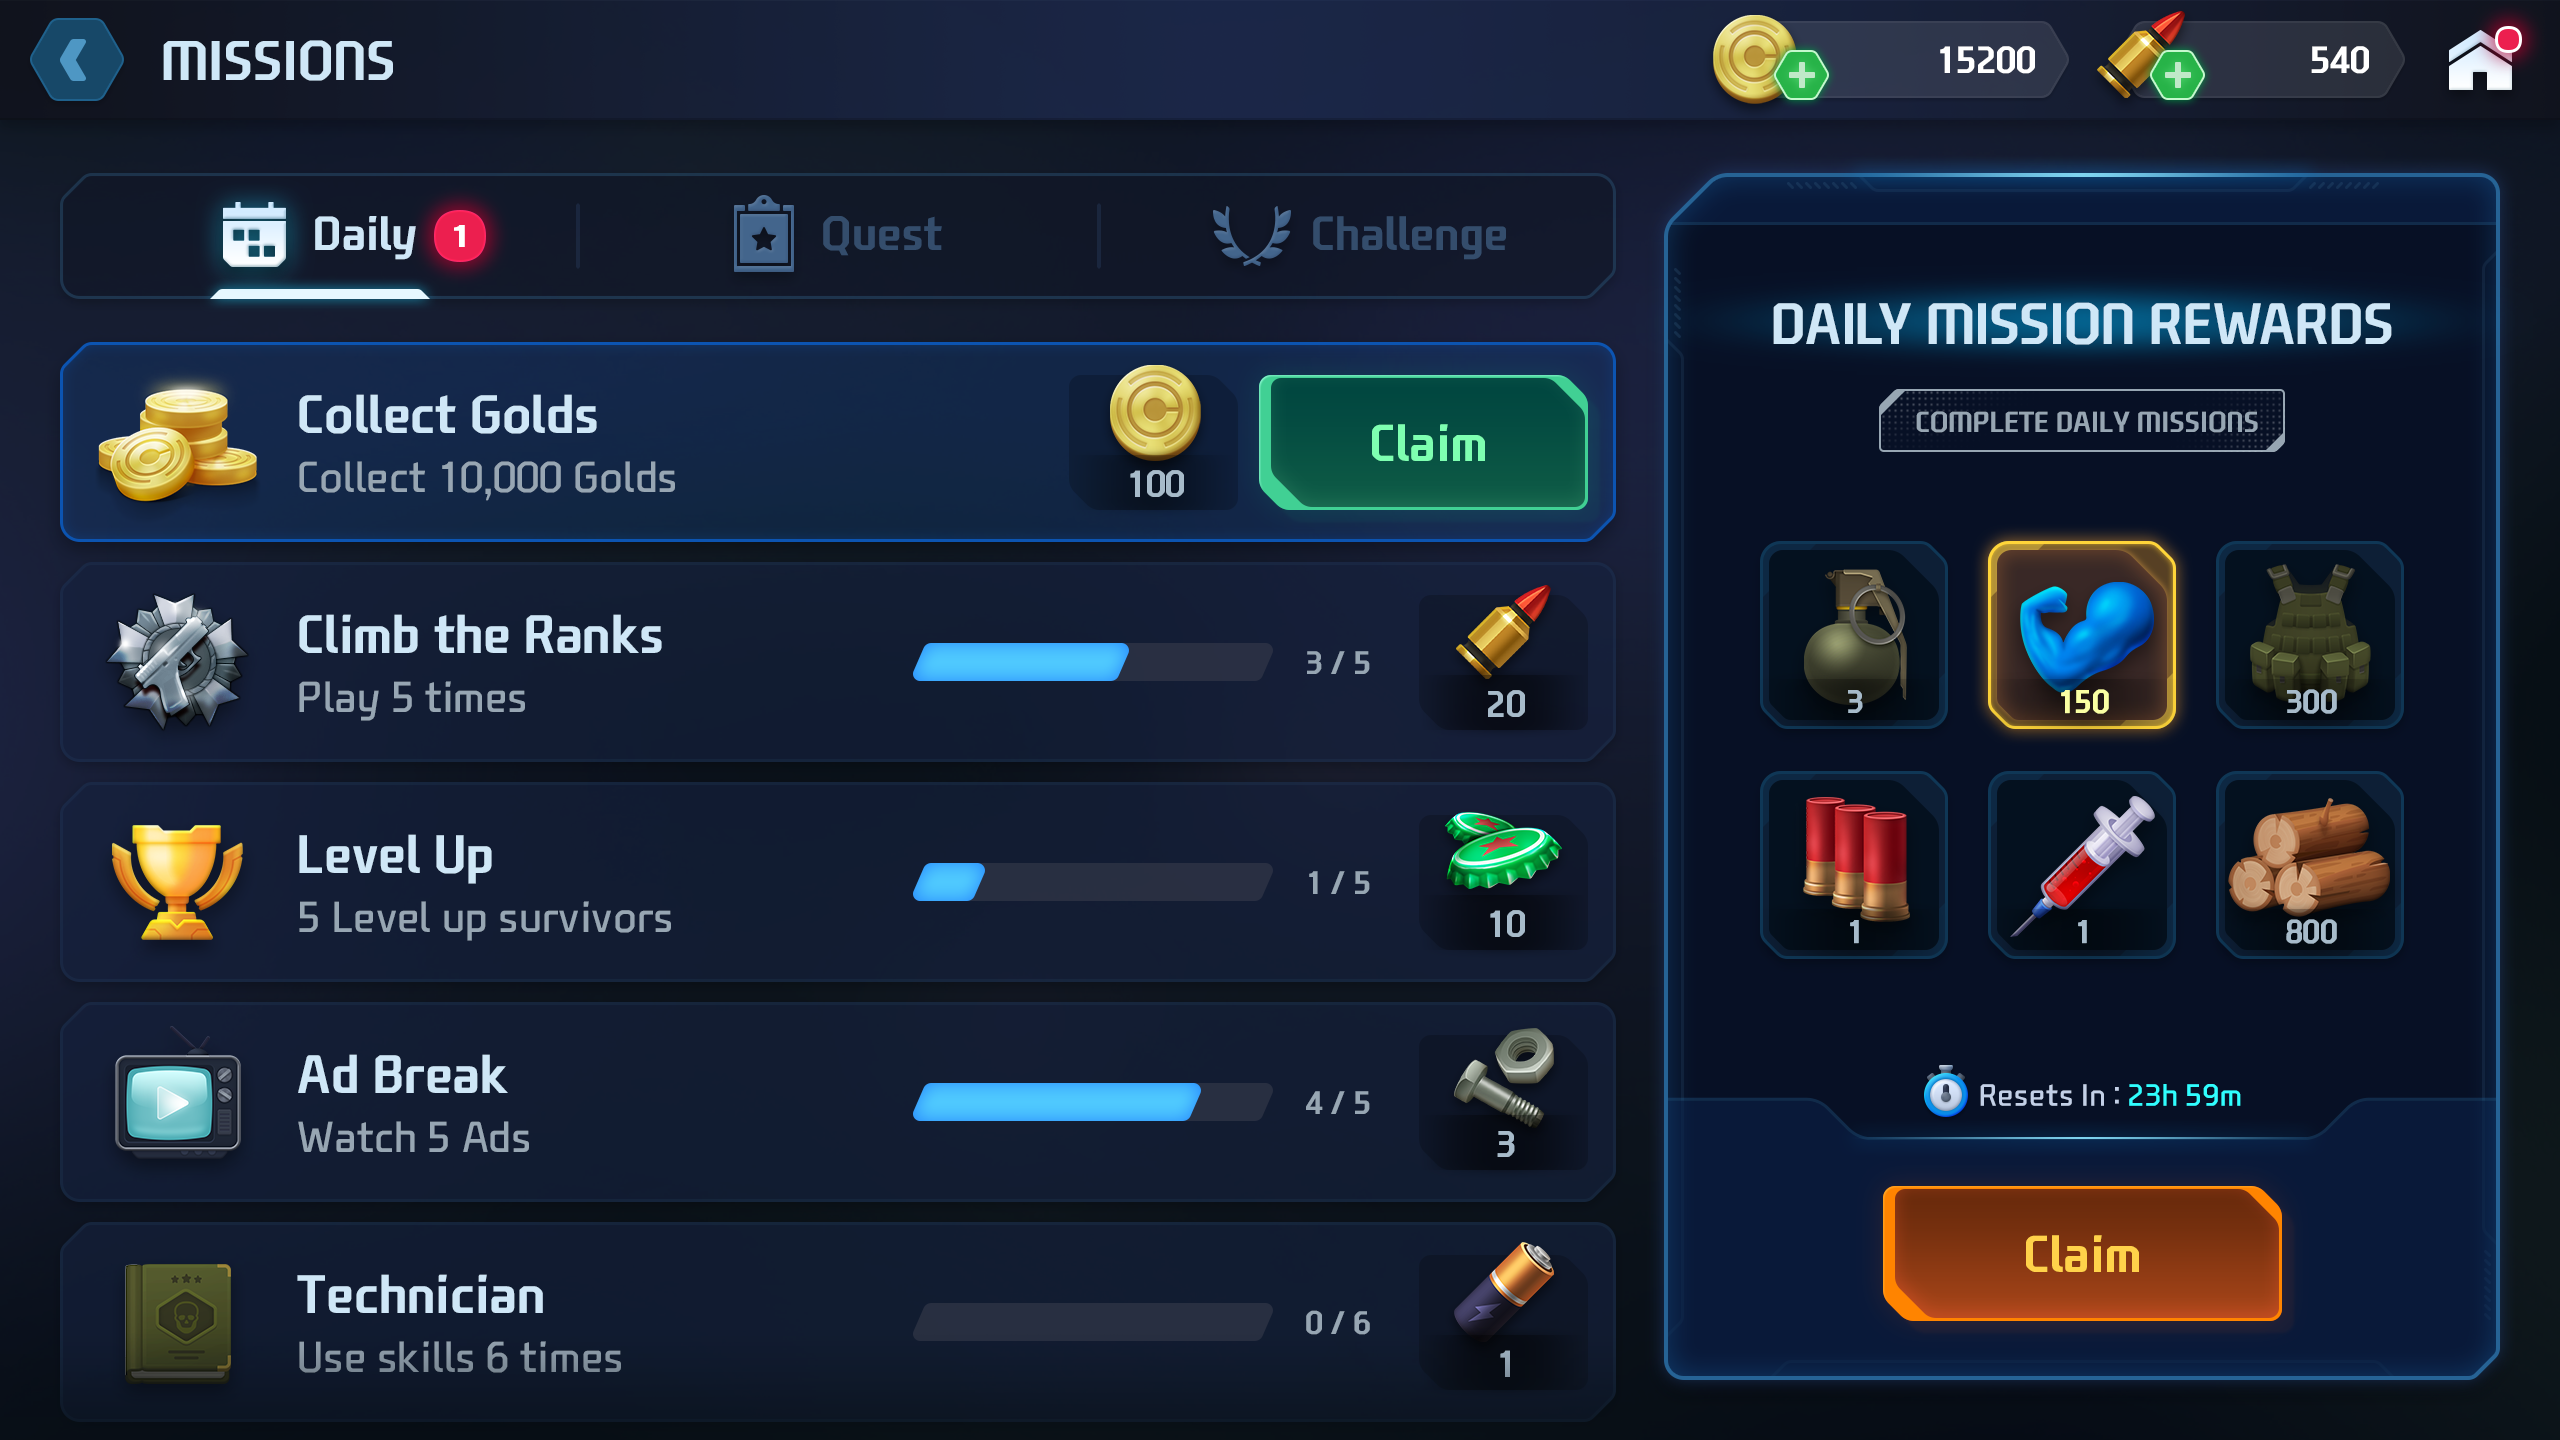 MISSIONS
15200
540
Daily
1
Quest
Challenge
Collect Golds
Collect 10,000 Golds
100
Claim
Climb the Ranks
Play 5 times
3 / 5
20
Level Up
5 Level up survivors
1 / 5
10
Ad Break
Watch 5 Ads
4 / 5
3
Technician
Use skills 6 times
0 / 6
1
DAILY MISSION REWARDS
COMPLETE DAILY MISSIONS
3
150
300
1
1
800
Resets In : 23h 59m
Claim